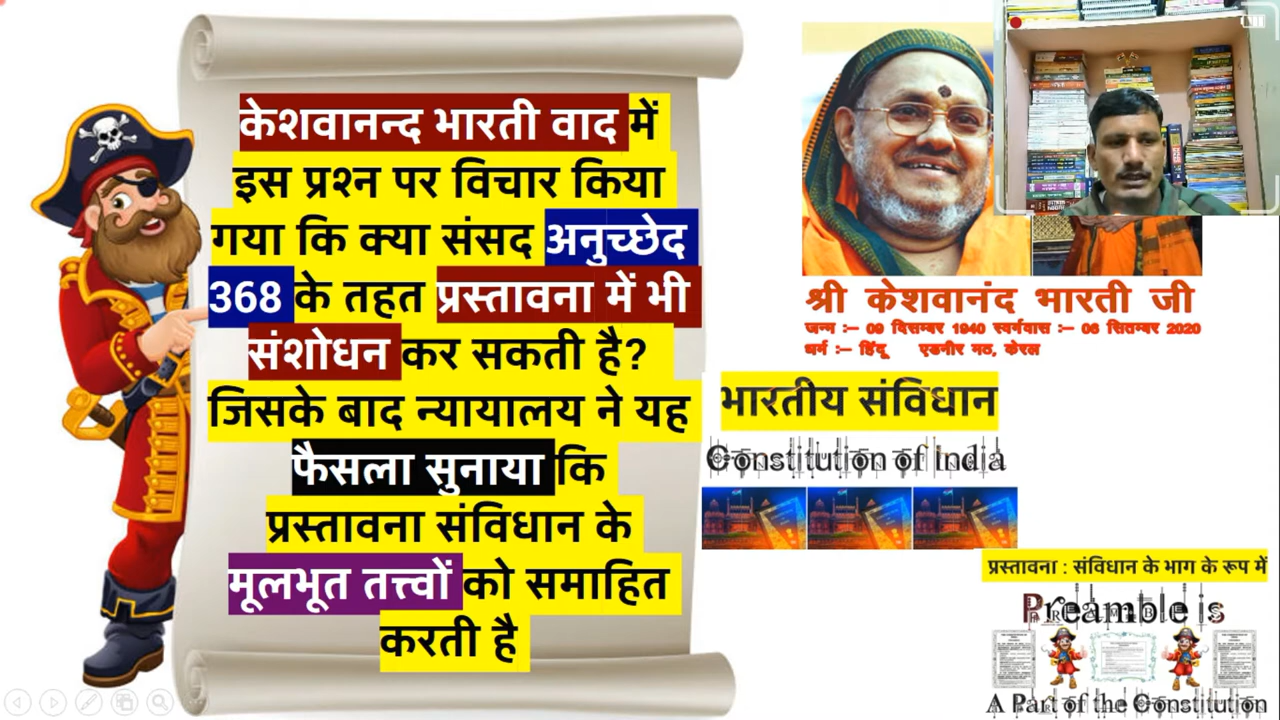 केशवानन्द भारती वाद में
इस प्रश्न पर विचार किया
गया कि क्या संसद अनुच्छेद
368 के तहत प्रस्तावना में भी
संशोधन कर सकती है?
जिसके बाद न्यायालय ने यह
फैसला सुनाया कि
प्रस्तावना संविधान के
मूलभूत तत्त्वों को समाहित
करती है
श्री केशवानंद भारती जी
जन्म :– 09 दिसम्बर 1940 स्वर्गवास :– 06 सितम्बर 2020
धर्म :– हिंदू एडनीर मठ, केरल
भारतीय संविधान
Constitution of India
प्रस्तावना : संविधान के भाग के रूप में
Preamble is
A Part of the Constitution